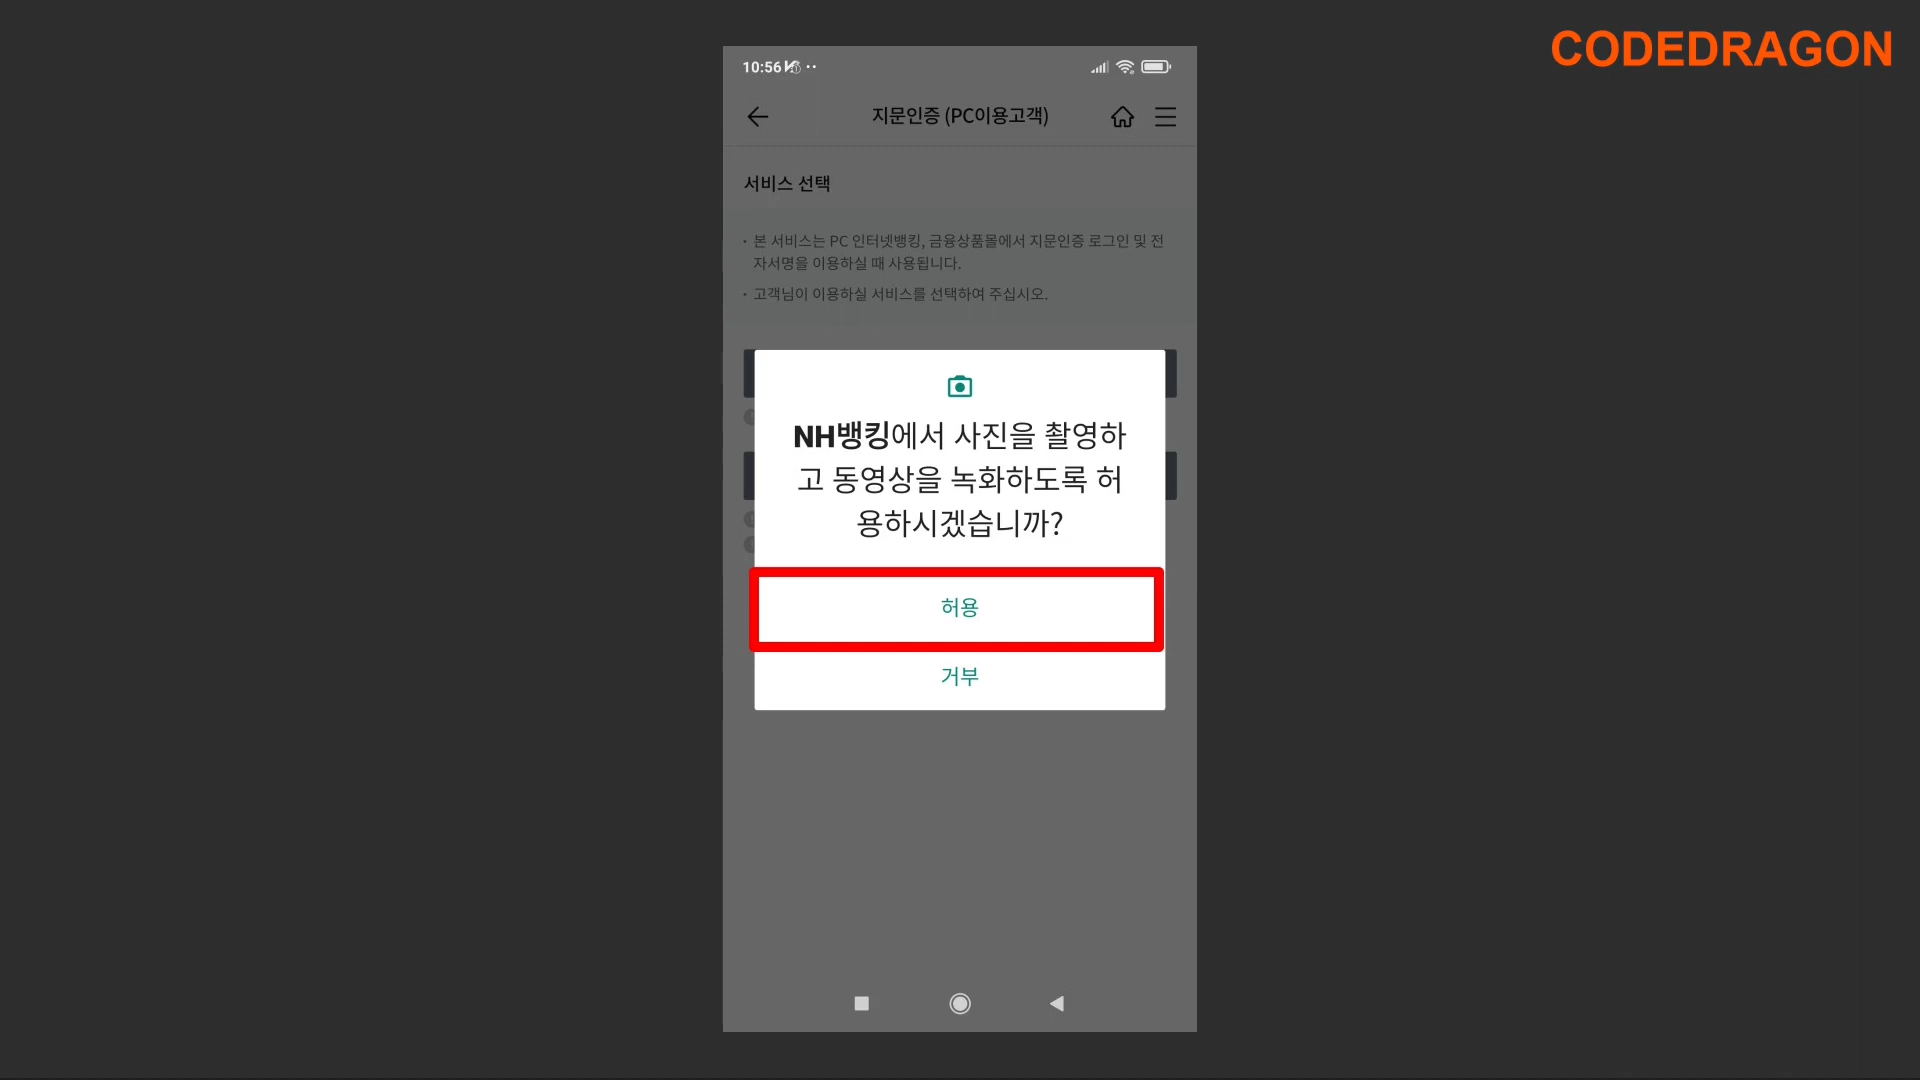 CODEDRAGON
10:56
지문인증 (PC이용고객)
서비스 선택
· 본 서비스는 PC 인터넷뱅킹, 금융상품몰에서 지문인증 로그인 및 전
자서명을 이용하실 때 사용됩니다.
· 고객님이 이용하실 서비스를 선택하여 주십시오.
NH뱅킹에서 사진을 촬영하
고 동영상을 녹화하도록 허
용하시겠습니까?
허용
거부